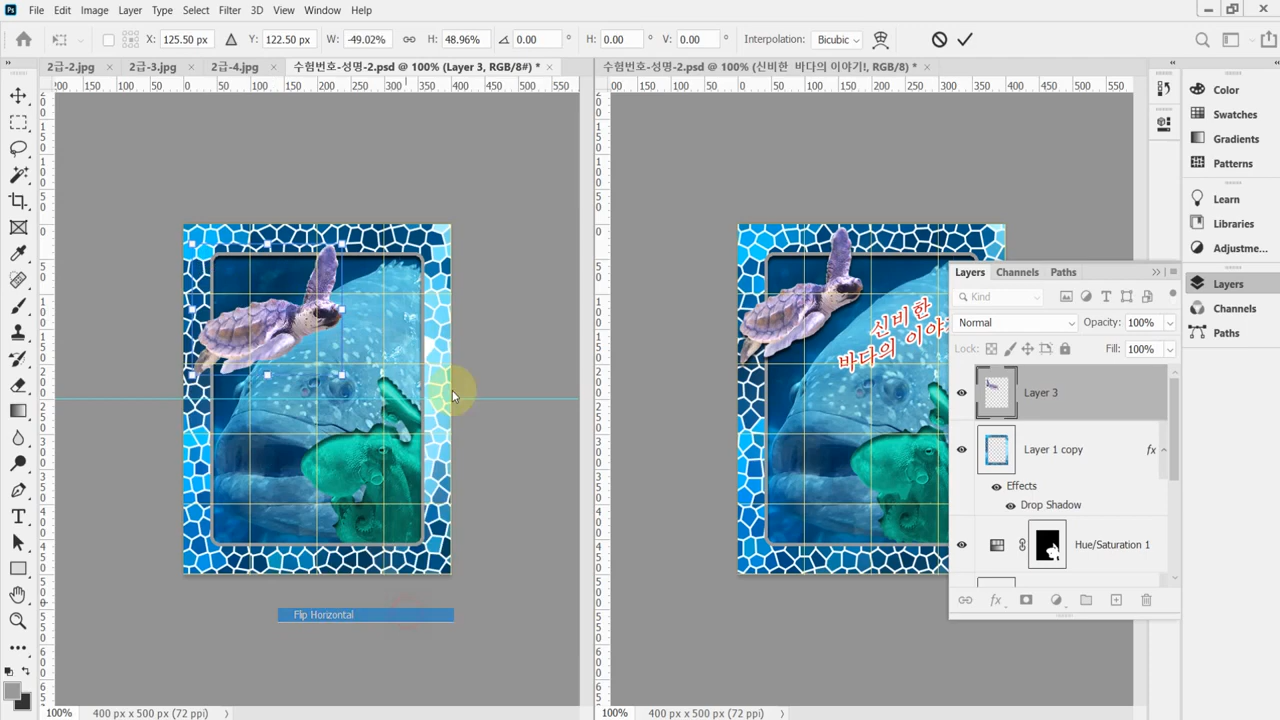 Ps File Edit Image Layer Type Select Filter 3D View Window Help
X: 125.50 px Y: 122.50 px W: -49.02% H: 48.96% 0.00 ° H: 0.00 ° V: 0.00 ° Interpolation: Bicubic
2급-2.jpg × 2급-3.jpg × 2급-4.jpg × 수험번호-성명-2.psd @ 100% (Layer 3, RGB/8#) * ×
수험번호-성명-2.psd @ 100% (신비한 바다의 이야기!, RGB/8) * ×
Color
Swatches
Gradients
Patterns
Learn
Libraries
Adjustme...
Layers
Channels
Paths
신비한
바다의 이야
Layers Channels Paths
Kind
Normal Opacity: 100%
Lock: Fill: 100%
Layer 3
Layer 1 copy fx
Effects
Drop Shadow
Hue/Saturation 1
fx
Flip Horizontal
100% 400 px x 500 px (72 ppi)
100% 400 px x 500 px (72 ppi)